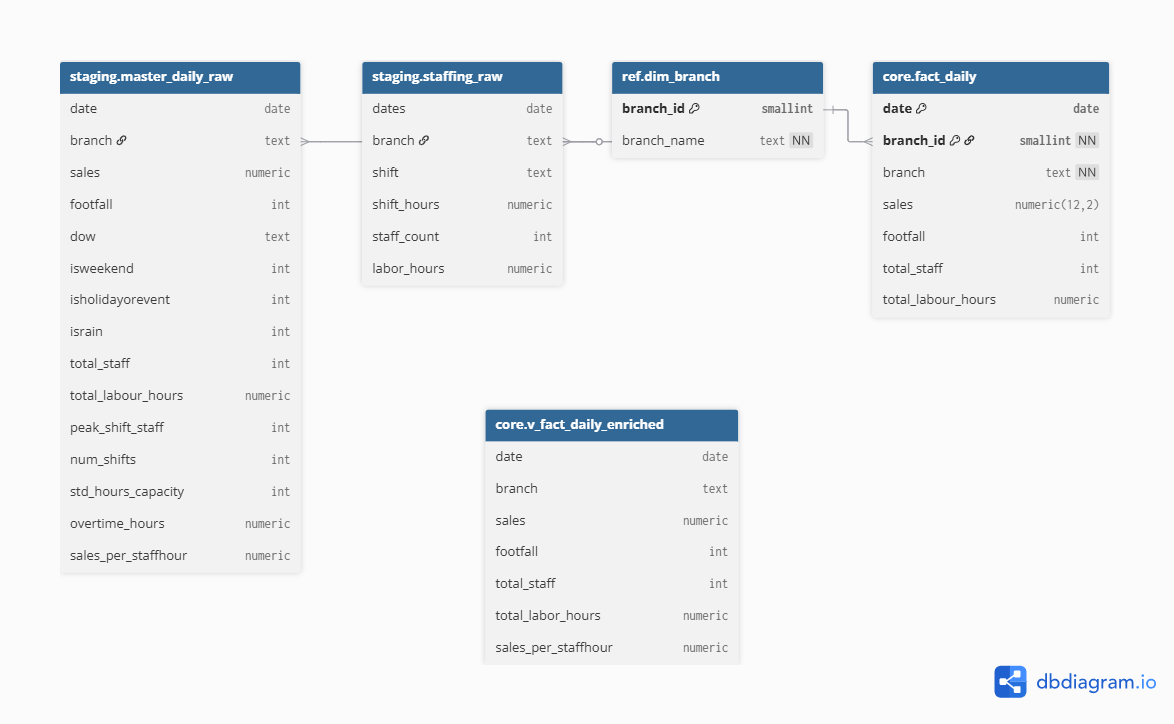 staging.master_daily_raw
date date
branch text
sales numeric
footfall int
dow text
isweekend int
isholidayorevent int
israin int
total_staff int
total_labour_hours numeric
peak_shift_staff int
num_shifts int
std_hours_capacity int
overtime_hours numeric
sales_per_staffhour numeric
staging.staffing_raw
dates date
branch text
shift text
shift_hours numeric
staff_count int
labor_hours numeric
ref.dim_branch
branch_id smallint
branch_name text NN
core.fact_daily
date date
branch_id smallint NN
branch text NN
sales numeric(12,2)
footfall int
total_staff int
total_labour_hours numeric
core.v_fact_daily_enriched
date date
branch text
sales numeric
footfall int
total_staff int
total_labor_hours numeric
sales_per_staffhour numeric
dbdiagram.io